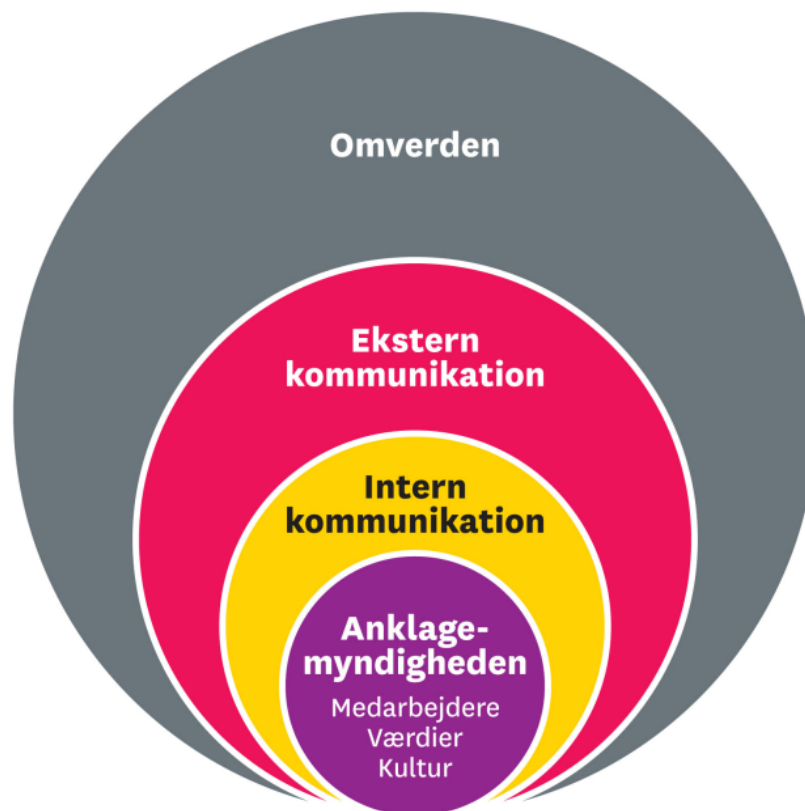 Omverden
Ekstern
kommunikation
Intern
kommunikation
Anklage-
myndigheden
Medarbejdere
Værdier
Kultur